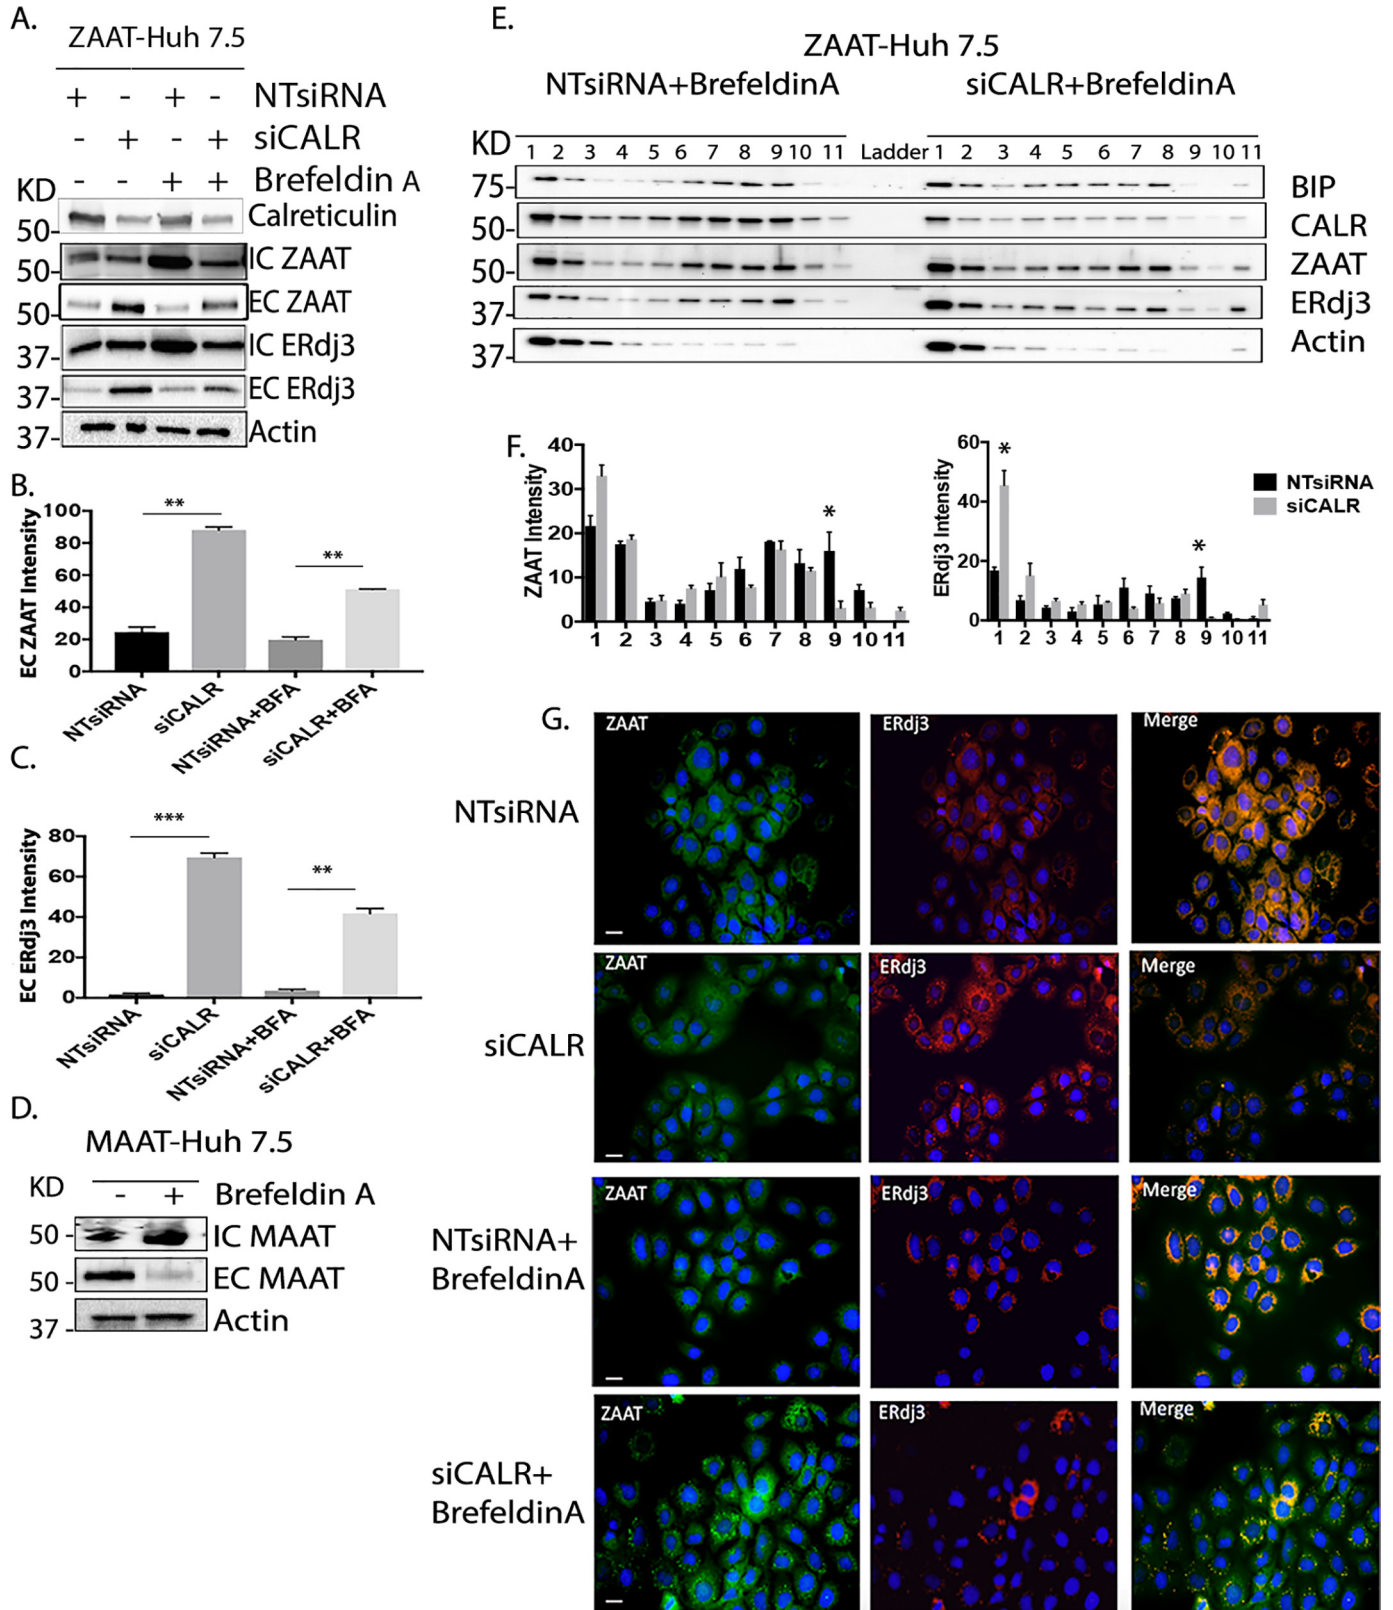 A.
ZAAT-Huh 7.5
+ - + - NTsiRNA
- + - + siCALR
- - + + Brefeldin A
KD
Calreticulin
50-
IC ZAAT
50-
EC ZAAT
50-
IC ERdj3
37-
EC ERdj3
37-
Actin
37-
B.
EC ZAAT Intensity
100
80
60
40
20
0
**
**
NTsiRNA
siCALR
NTsiRNA+BFA
siCALR+BFA
C.
EC ERdj3 Intensity
80
60
40
20
0
***
**
NTsiRNA
siCALR
NTsiRNA+BFA
siCALR+BFA
D.
MAAT-Huh 7.5
KD
- + Brefeldin A
50 - IC MAAT
50 - EC MAAT
37 - Actin
E.
ZAAT-Huh 7.5
NTsiRNA+BrefeldinA siCALR+BrefeldinA
KD 1 2 3 4 5 6 7 8 9 10 11 Ladder 1 2 3 4 5 6 7 8 9 10 11
75- BIP
50- CALR
50- ZAAT
37- ERdj3
37- Actin
F.
ZAAT Intensity
40
30
20
10
0
*
1 2 3 4 5 6 7 8 9 10 11
ERdj3 Intensity
60
40
20
0
*
*
1 2 3 4 5 6 7 8 9 10 11
NTsiRNA
siCALR
G.
ZAAT ERdj3 Merge
NTsiRNA
ZAAT ERdj3 Merge
siCALR
ZAAT ERdj3 Merge
NTsiRNA+
BrefeldinA
ZAAT ERdj3 Merge
siCALR+
BrefeldinA